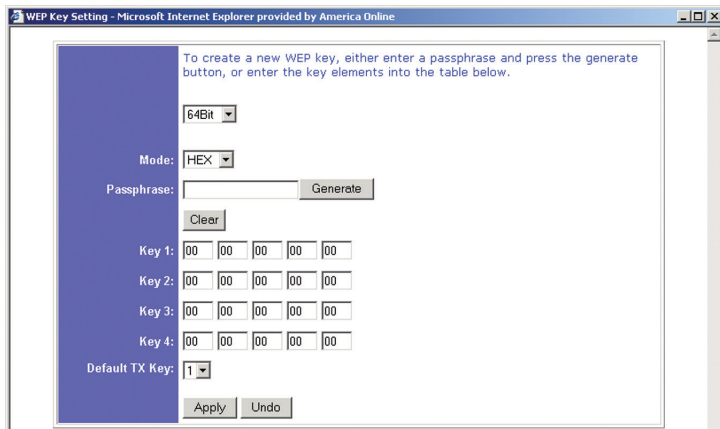 WEP Key Setting - Microsoft Internet Explorer provided by America Online
To create a new WEP key, either enter a passphrase and press the generate
button, or enter the key elements into the table below.
64Bit
Mode: HEX
Passphrase: Generate
Clear
Key 1: 00 00 00 00 00
Key 2: 00 00 00 00 00
Key 3: 00 00 00 00 00
Key 4: 00 00 00 00 00
Default TX Key: 1
Apply Undo